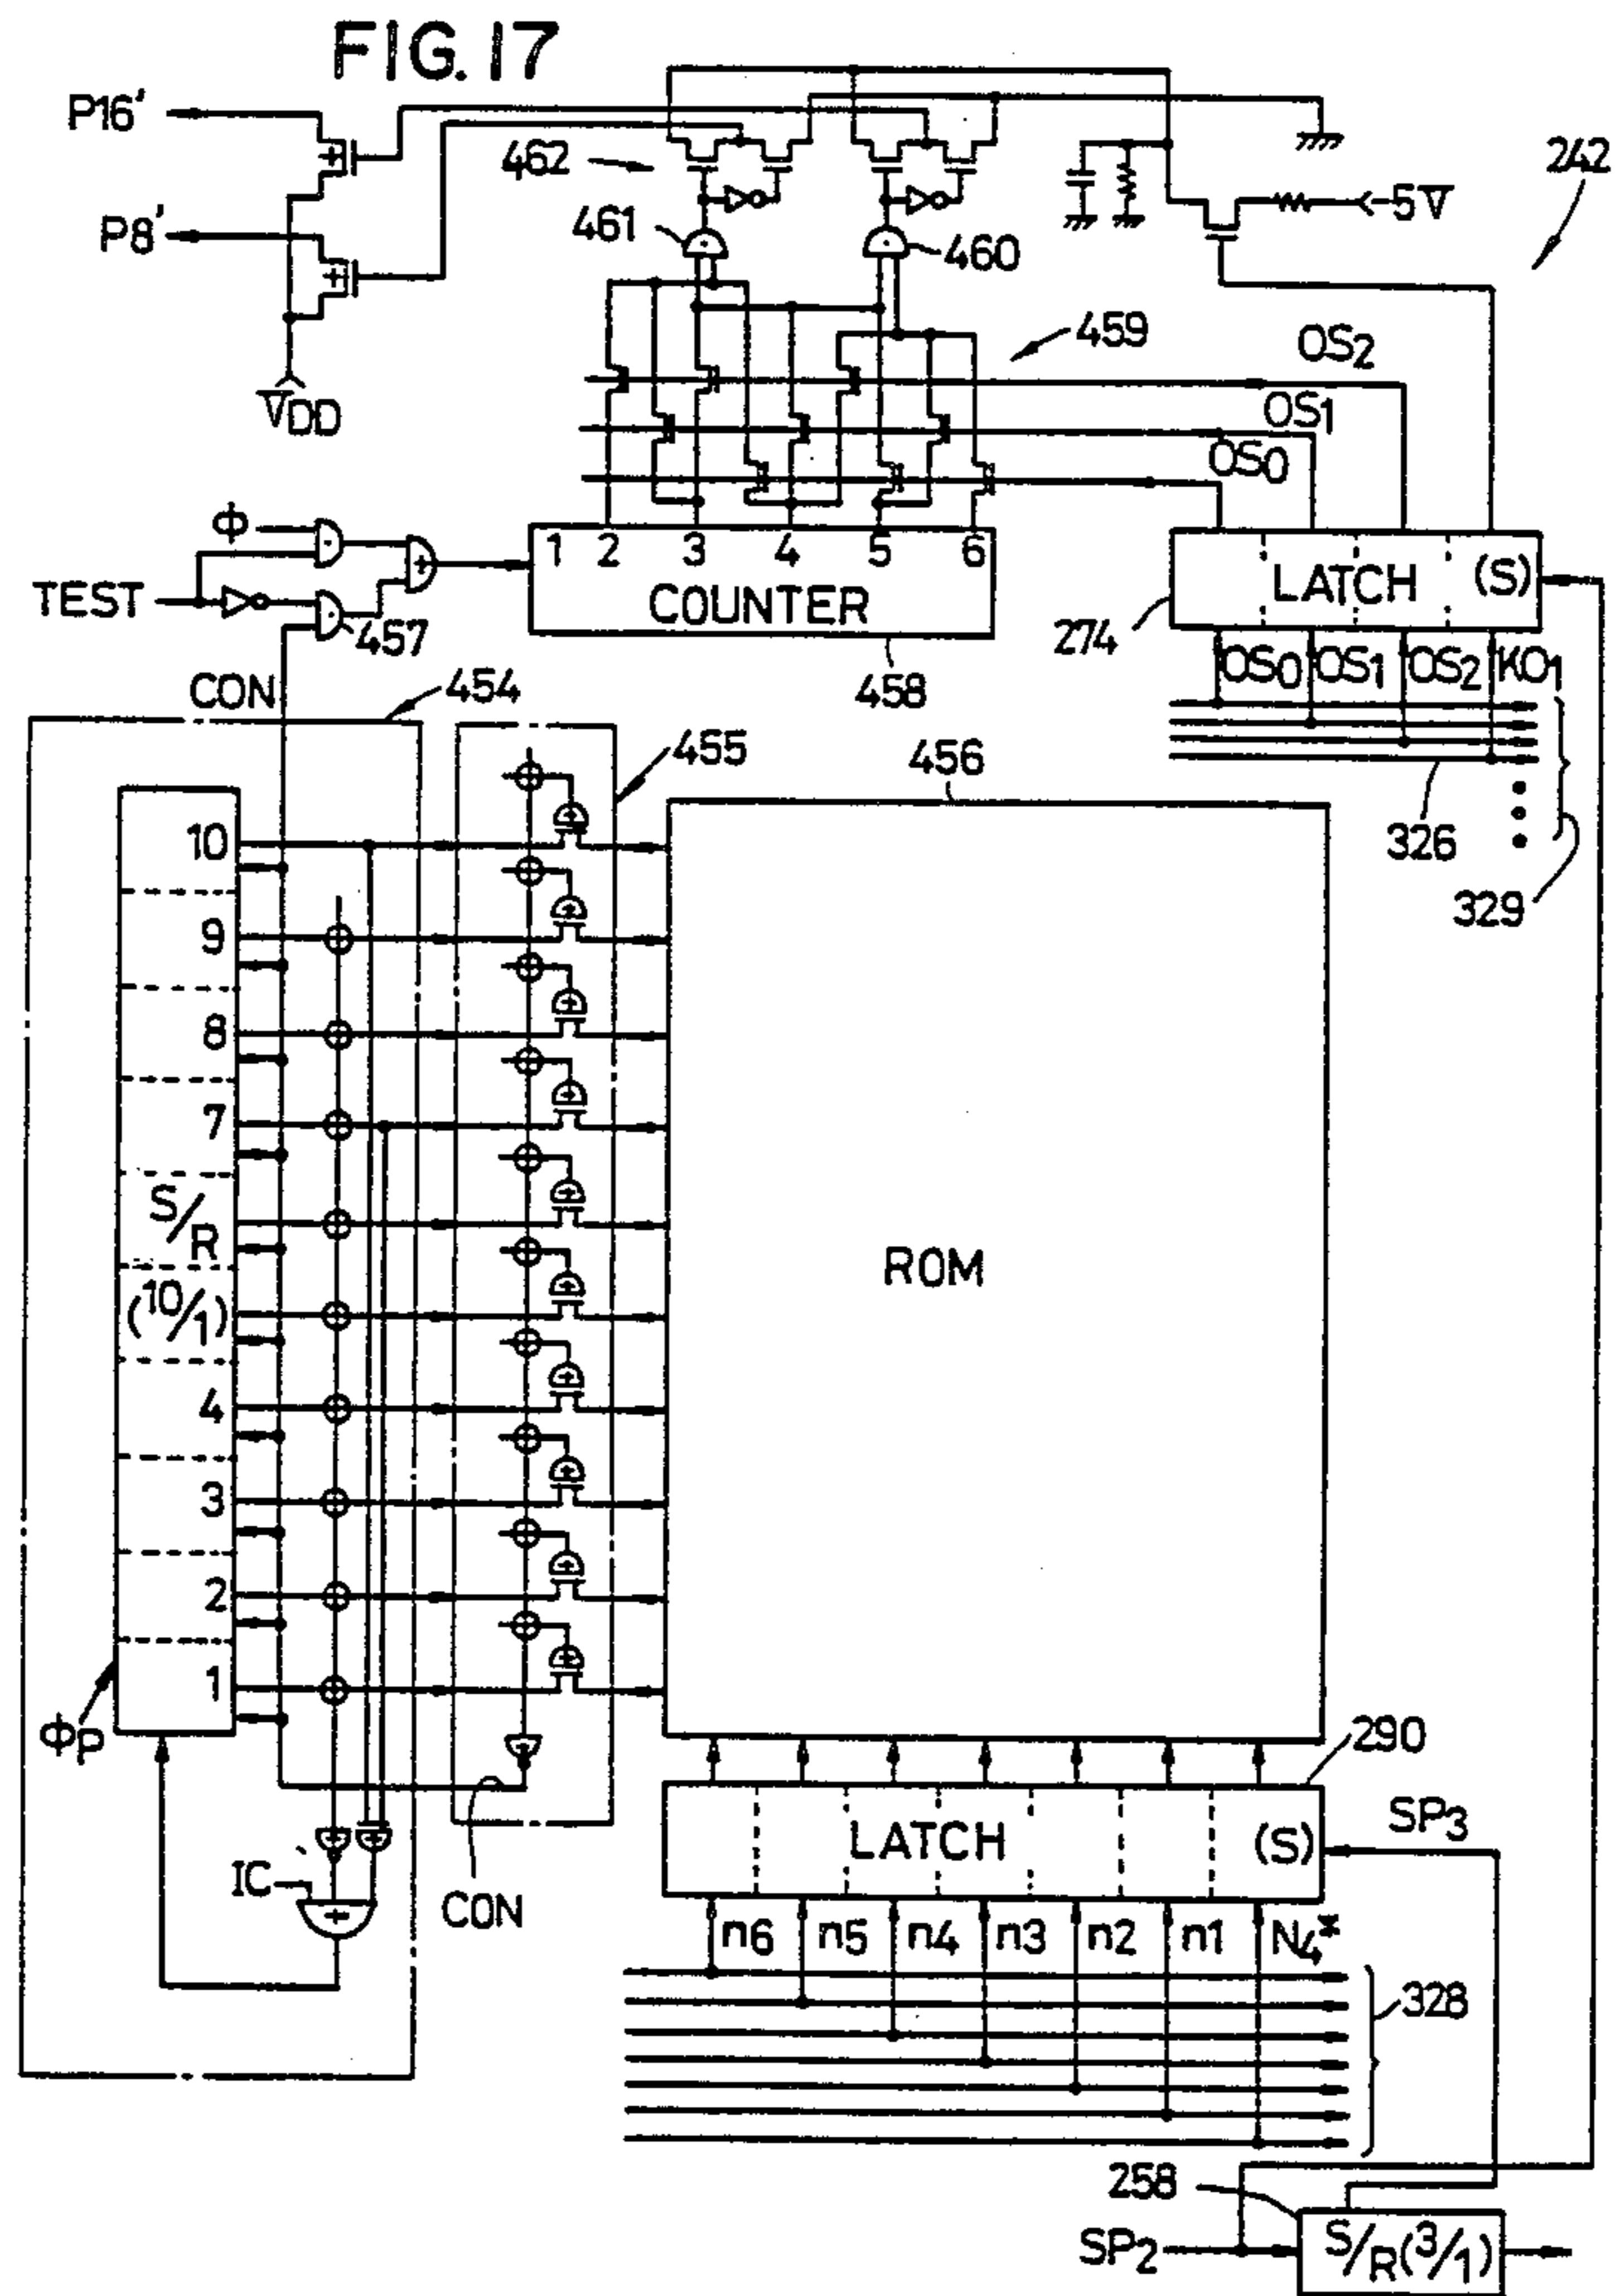 FIG. 17
P16'
462
242
-5V
P8'
461
460
459
OS2
VDD
OS1
OS0
Φ
1 2 3 4 5 6
TEST
COUNTER
LATCH (S)
457
274
458
OS0 OS1 OS2 KO1
CON
454
455
456
326
329
10
9
8
7
S/R
(10/1)
4
3
2
1
ROM
ΦP
290
SP3
LATCH (S)
IC
CON
n6 n5 n4 n3 n2 n1 N4*
328
258
SP2
S/R(3/1)